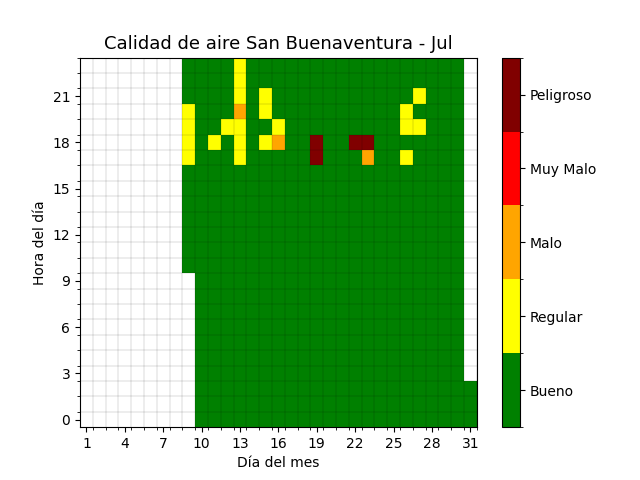 Calidad de aire San Buenaventura - Jul
21
18
15
12
9
6
3
0
Hora del día
1 4 7 10 13 16 19 22 25 28 31
Día del mes
Peligroso
Muy Malo
Malo
Regular
Bueno